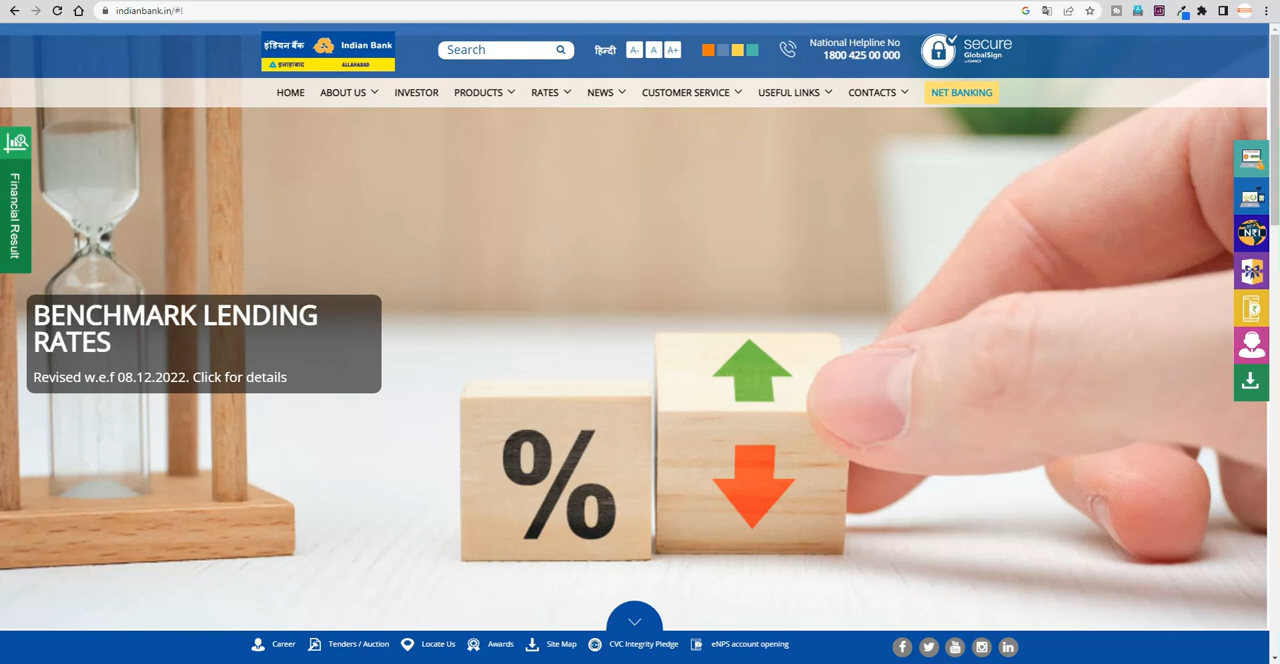 indianbank.in/#!
इंडियन बैंक Indian Bank
इलाहाबाद ALLAHABAD
Search
हिन्दी A- A A+
National Helpline No
1800 425 00 000
secure
GlobalSign
HOME ABOUT US INVESTOR PRODUCTS RATES NEWS CUSTOMER SERVICE USEFUL LINKS CONTACTS NET BANKING
Financial Result
NRI
BENCHMARK LENDING
RATES
Revised w.e.f 08.12.2022. Click for details
%
Career Tenders / Auction Locate Us Awards Site Map CVC Integrity Pledge eNPS account opening